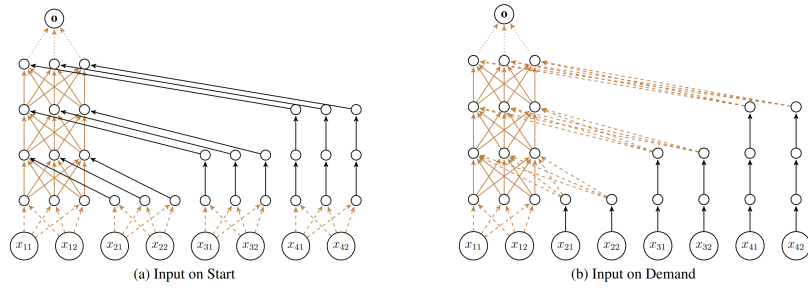 o
x11 x12 x21 x22 x31 x32 x41 x42
(a) Input on Start
o
x11 x12 x21 x22 x31 x32 x41 x42
(b) Input on Demand